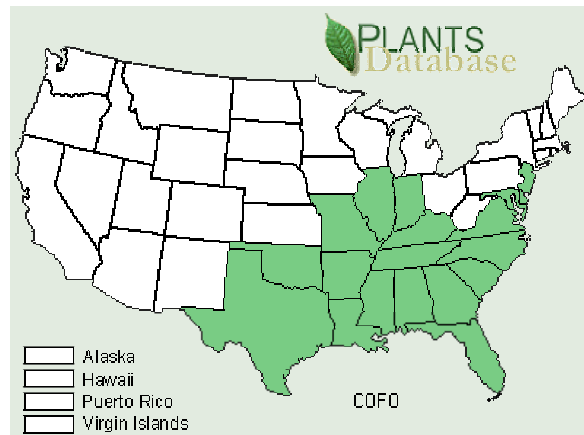 PLANTS
Database
Alaska
Hawaii
Puerto Rico
Virgin Islands
COFO